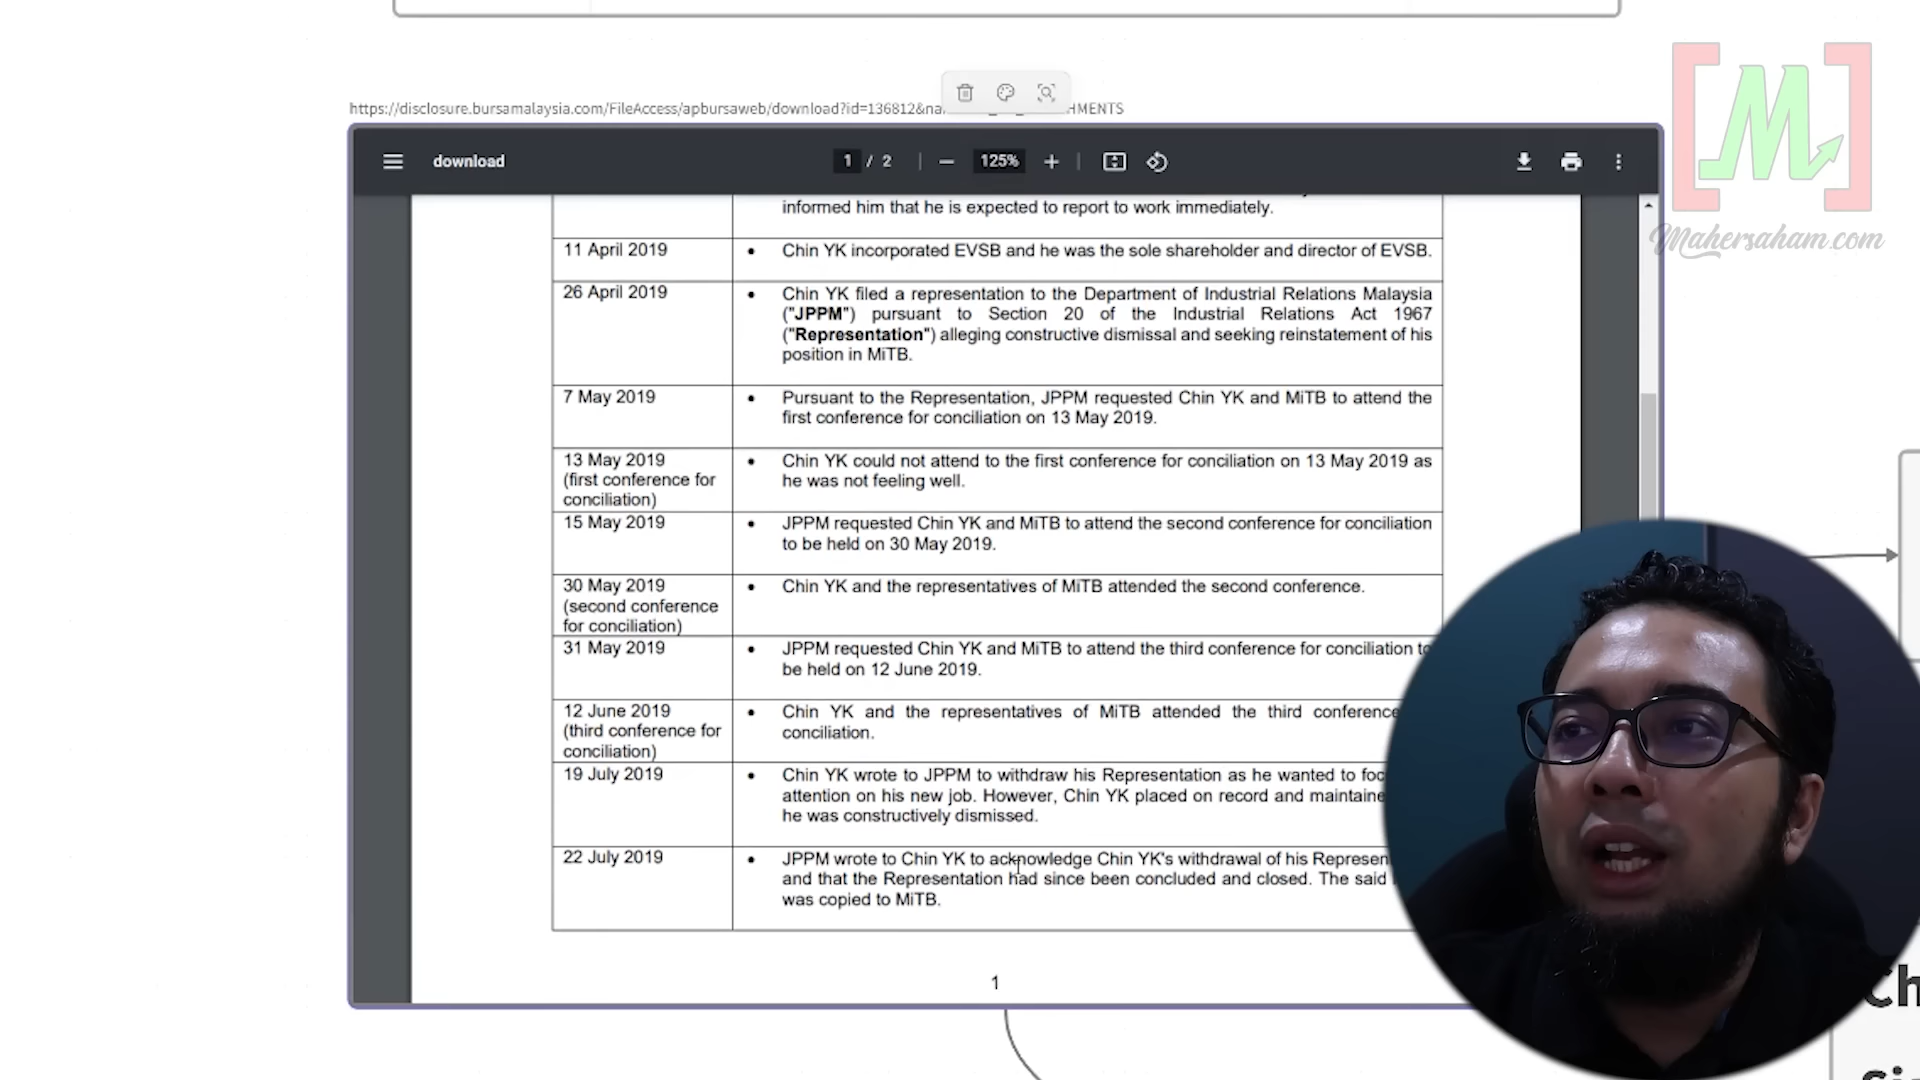 https://disclosure.bursamalaysia.com/FileAccess/apbursaweb/download?id=136812&na
HMENTS
M
Mahersaham.com
download
1 / 2
125%
informed him that he is expected to report to work immediately.
11 April 2019
• Chin YK incorporated EVSB and he was the sole shareholder and director of EVSB.
26 April 2019
• Chin YK filed a representation to the Department of Industrial Relations Malaysia
("JPPM") pursuant to Section 20 of the Industrial Relations Act 1967
("Representation") alleging constructive dismissal and seeking reinstatement of his
position in MiTB.
7 May 2019
• Pursuant to the Representation, JPPM requested Chin YK and MiTB to attend the
first conference for conciliation on 13 May 2019.
13 May 2019
(first conference for
conciliation)
• Chin YK could not attend to the first conference for conciliation on 13 May 2019 as
he was not feeling well.
15 May 2019
• JPPM requested Chin YK and MiTB to attend the second conference for conciliation
to be held on 30 May 2019.
30 May 2019
(second conference
for conciliation)
• Chin YK and the representatives of MiTB attended the second conference.
31 May 2019
• JPPM requested Chin YK and MiTB to attend the third conference for conciliation
be held on 12 June 2019.
12 June 2019
(third conference for
conciliation)
• Chin YK and the representatives of MiTB attended the third conference
conciliation.
19 July 2019
• Chin YK wrote to JPPM to withdraw his Representation as he wanted to
attention on his new job. However, Chin YK placed on record and
he was constructively dismissed.
22 July 2019
• JPPM wrote to Chin YK to acknowledge Chin YK's withdrawal of his
and that the Representation had since been concluded and closed. The said
was copied to MiTB.
1
Ch